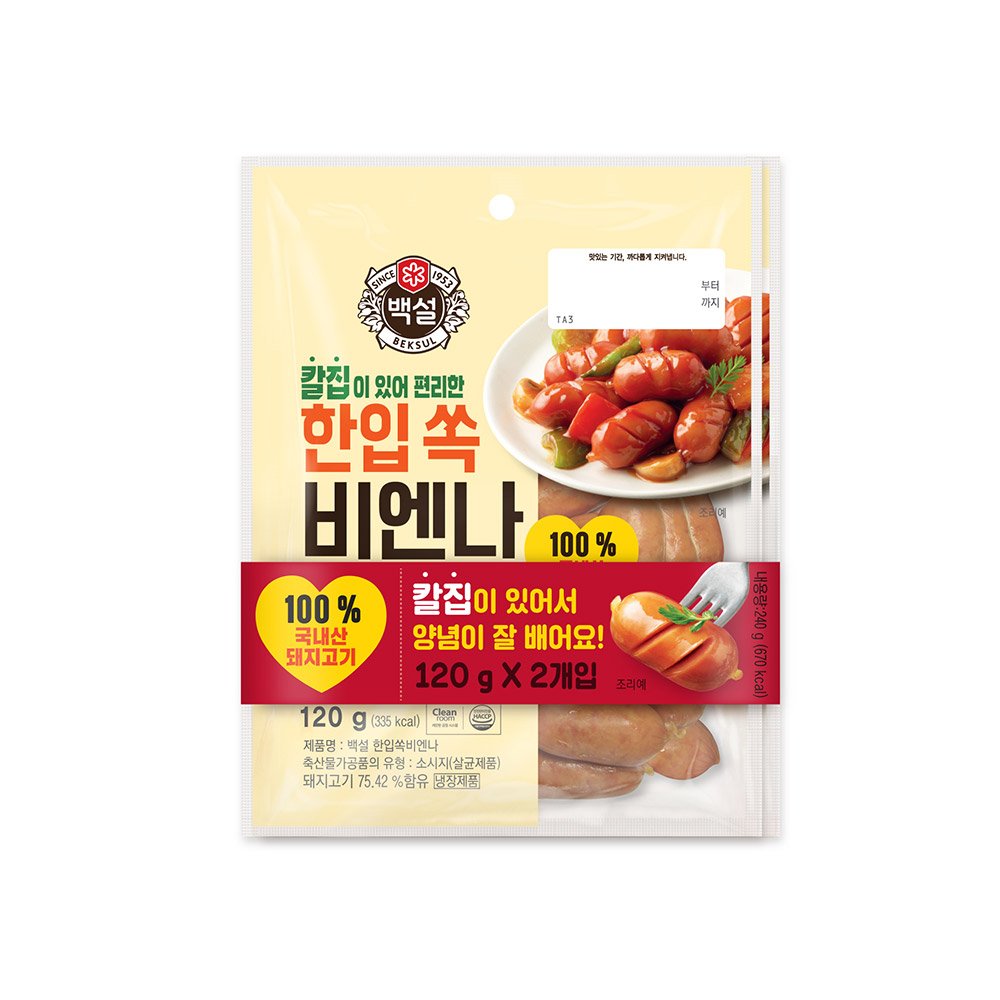 맛있는 기간, 까다롭게 지켜냅니다.
부터
까지
TA3
SINCE 1953
백설
BEKSUL
칼집이 있어 편리한
한입 쏙
비엔나
조리예
100 %
100 %
국내산
돼지고기
칼집이 있어서
양념이 잘 배어요!
120 g X 2개입
조리예
내용량:240 g (670 kcal)
120 g (335 kcal)
Clean
room
HACCP
제품명 : 백설 한입쏙비엔나
축산물가공품의 유형 : 소시지(살균제품)
돼지고기 75.42 %함유 냉장제품